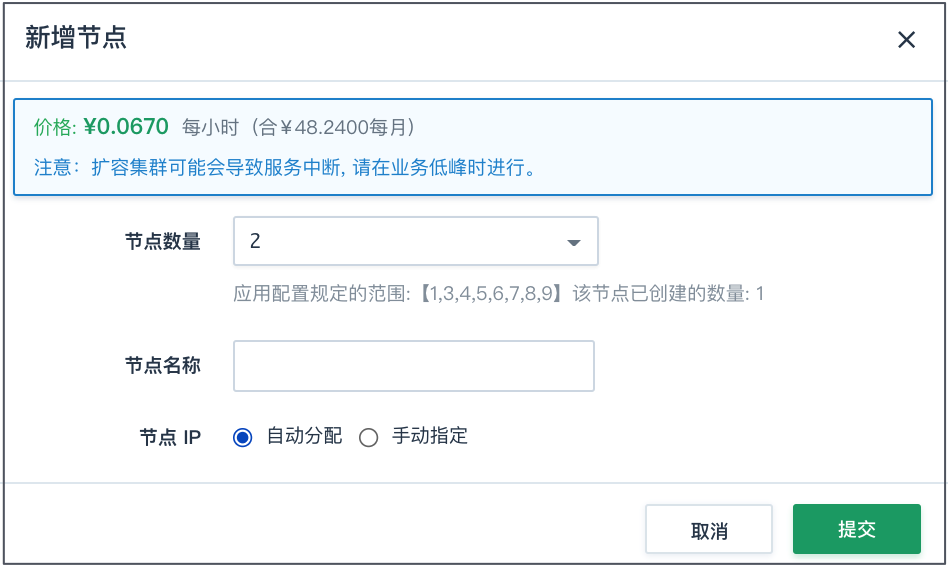 新增节点
价格: ¥0.0670 每小时（合￥48.2400每月）
注意：扩容集群可能会导致服务中断, 请在业务低峰时进行。
节点数量 2
应用配置规定的范围:【1,3,4,5,6,7,8,9】该节点已创建的数量: 1
节点名称
节点 IP 自动分配 手动指定
取消 提交